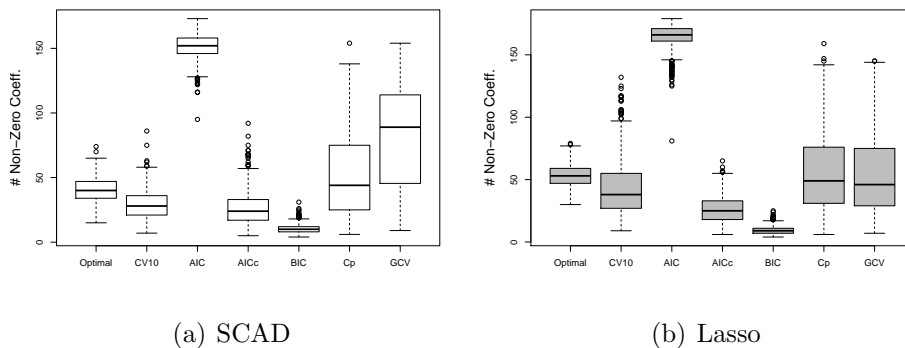 # Non-Zero Coeff.
150
100
50
0
Optimal CV10 AIC AICc BIC Cp GCV
(a) SCAD
# Non-Zero Coeff.
150
100
50
0
Optimal CV10 AIC AICc BIC Cp GCV
(b) Lasso